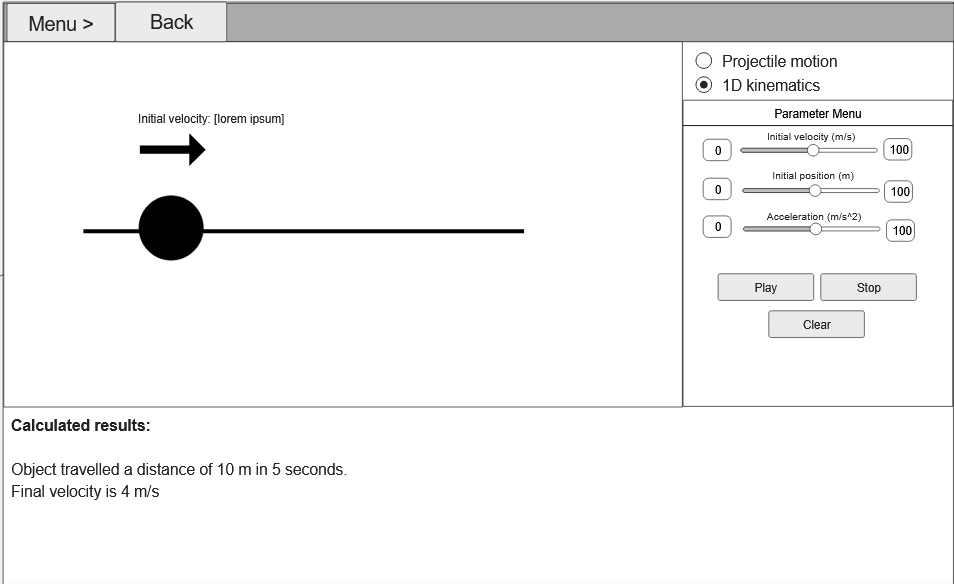 Menu >
Back
Projectile motion
1D kinematics
Parameter Menu
Initial velocity: [lorem ipsum]
Initial velocity (m/s)
0
100
Initial position (m)
0
100
Acceleration (m/s^2)
0
100
Play
Stop
Clear
Calculated results:
Object travelled a distance of 10 m in 5 seconds.
Final velocity is 4 m/s